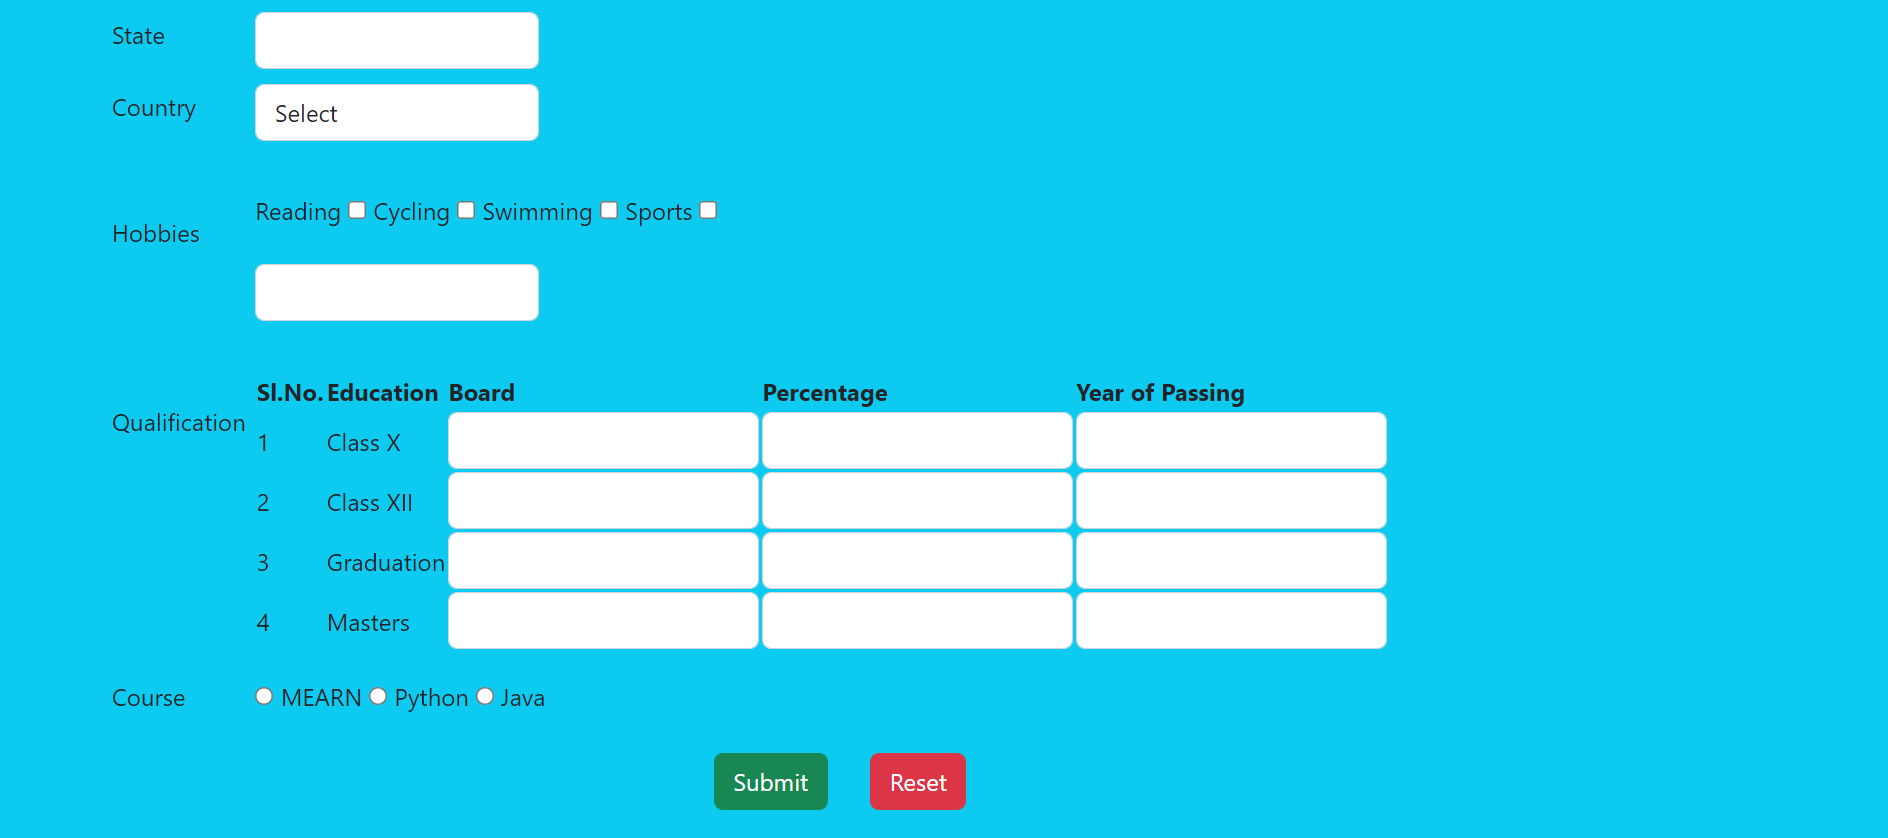 State
Country Select
Reading Cycling Swimming Sports
Hobbies
Sl.No. Education Board Percentage Year of Passing
Qualification
1 Class X
2 Class XII
3 Graduation
4 Masters
Course MEARN Python Java
Submit Reset